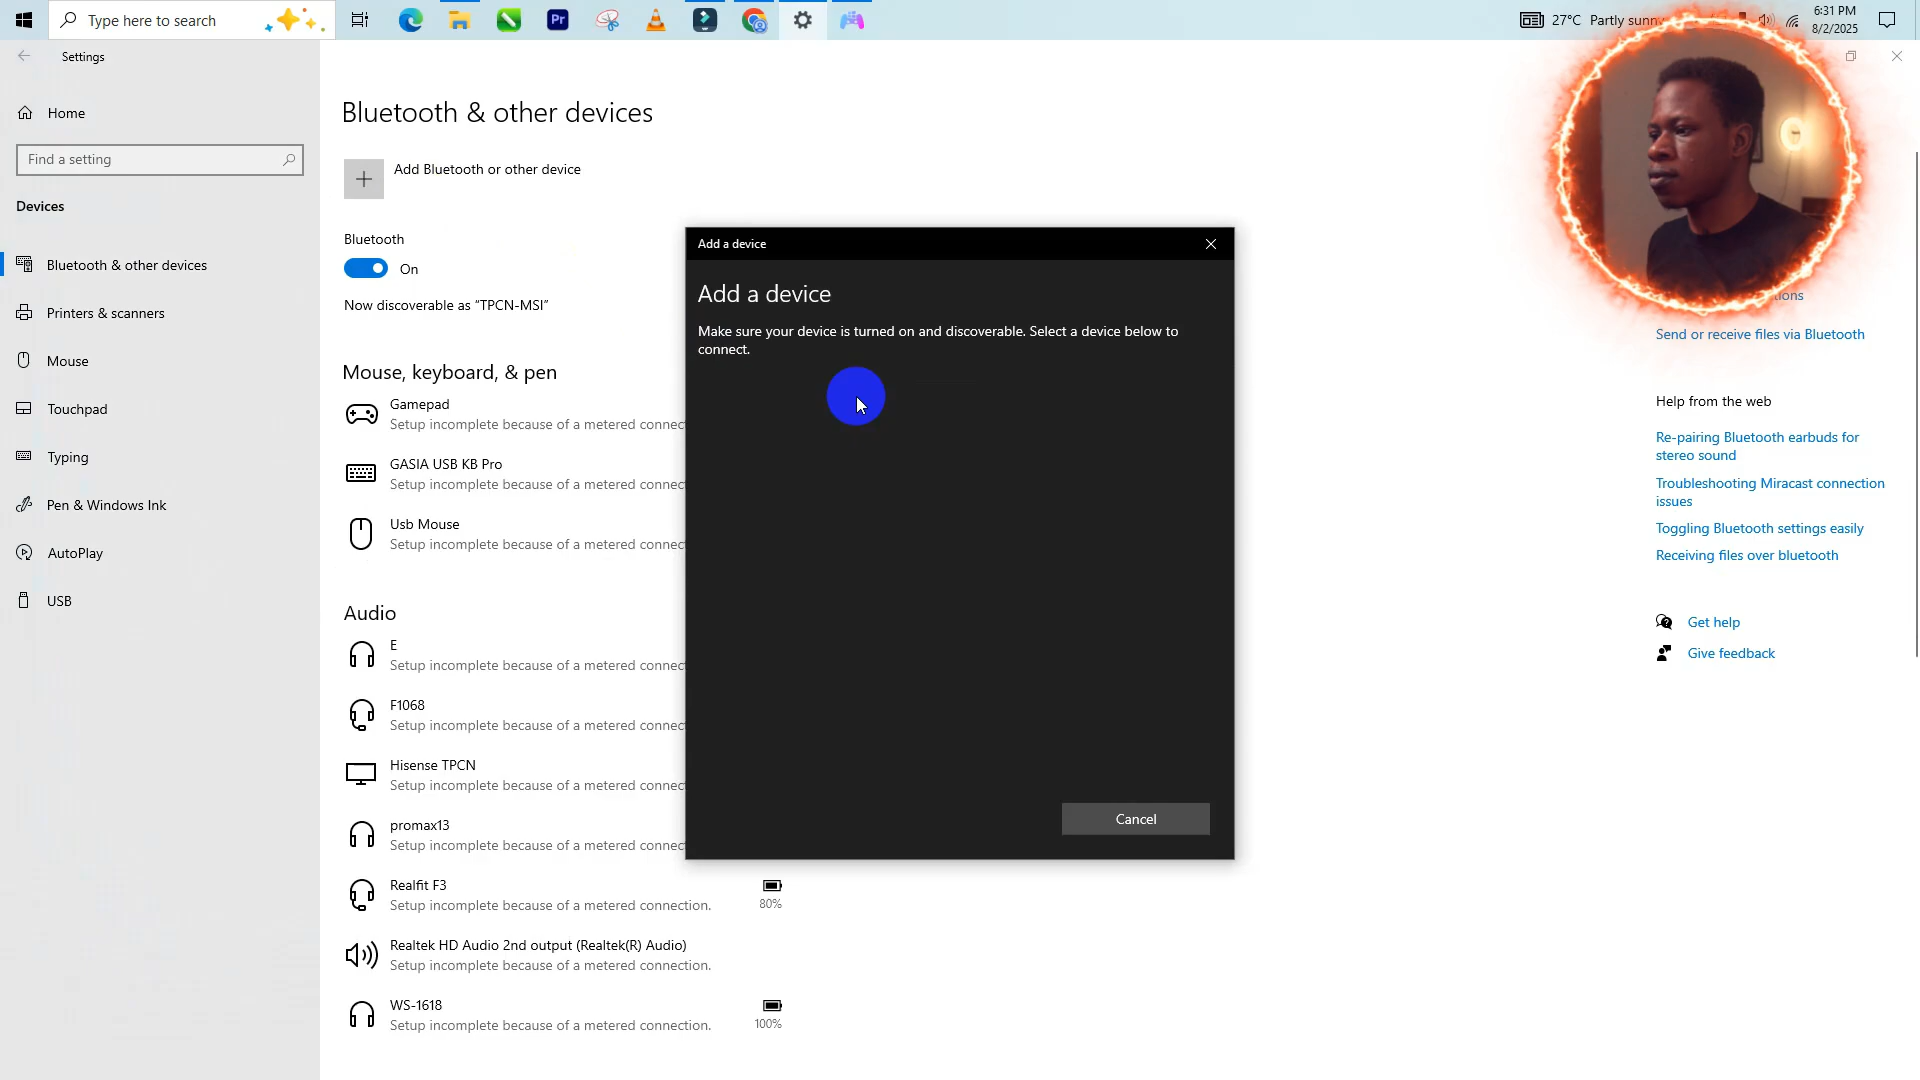 Type here to search
Pr
27°C Partly sunny
6:31 PM
8/2/2025
Settings
Home
Find a setting
Devices
Bluetooth & other devices
Printers & scanners
Mouse
Touchpad
Typing
Pen & Windows Ink
AutoPlay
USB
Bluetooth & other devices
Add Bluetooth or other device
Bluetooth
On
Now discoverable as “TPCN-MSI”
Mouse, keyboard, & pen
Gamepad
Setup incomplete because of a metered connec
GASIA USB KB Pro
Setup incomplete because of a metered connec
Usb Mouse
Setup incomplete because of a metered connec
Audio
E
Setup incomplete because of a metered connec
F1068
Setup incomplete because of a metered connec
Hisense TPCN
Setup incomplete because of a metered connec
promax13
Setup incomplete because of a metered connec
Realfit F3
Setup incomplete because of a metered connection.
80%
Realtek HD Audio 2nd output (Realtek(R) Audio)
Setup incomplete because of a metered connection.
WS-1618
Setup incomplete because of a metered connection.
100%
Add a device
Add a device
Make sure your device is turned on and discoverable. Select a device below to
connect.
Cancel
Send or receive files via Bluetooth
Help from the web
Re-pairing Bluetooth earbuds for
stereo sound
Troubleshooting Miracast connection
issues
Toggling Bluetooth settings easily
Receiving files over bluetooth
Get help
Give feedback